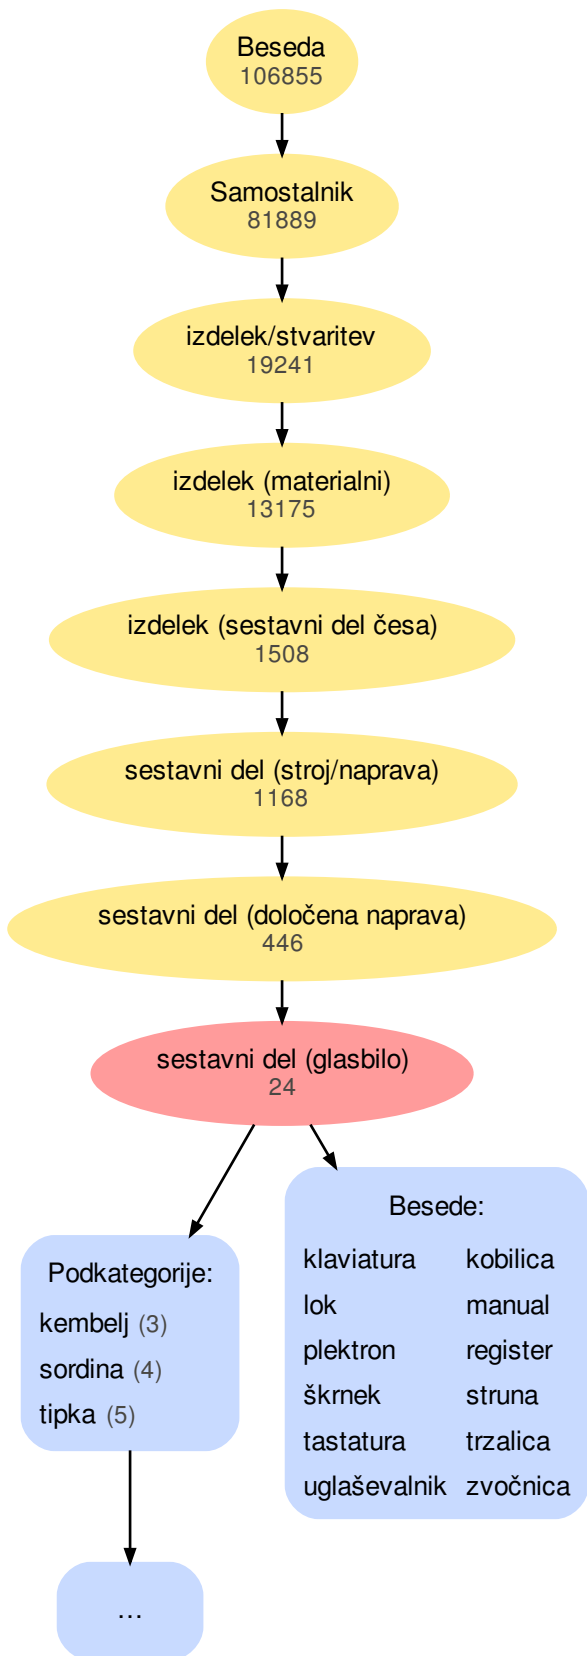 Beseda
106855
Samostalnik
81889
izdelek/stvaritev
19241
izdelek (materialni)
13175
izdelek (sestavni del česa)
1508
sestavni del (stroj/naprava)
1168
sestavni del (določena naprava)
446
sestavni del (glasbilo)
24
Podkategorije:
kembelj (3)
sordina (4)
tipka (5)
...
Besede:
klaviatura kobilica
lok manual
plektron register
škrnek struna
tastatura trzalica
uglaševalnik zvočnica